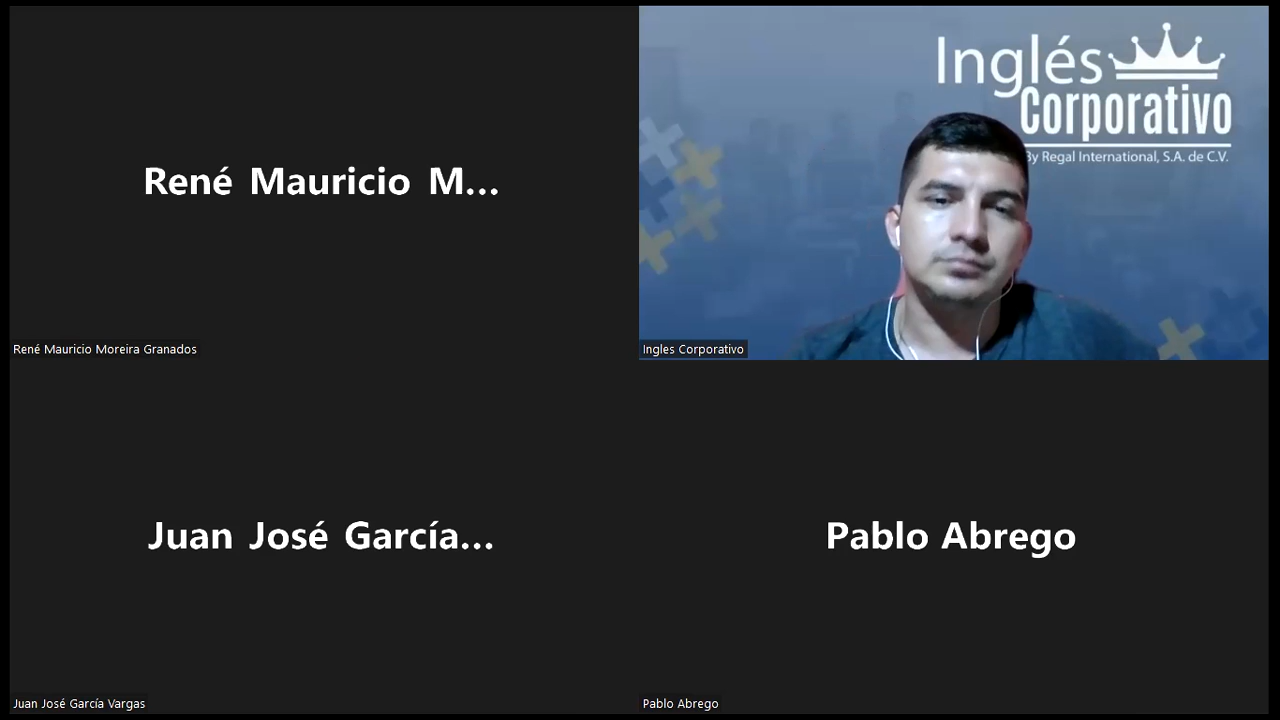 René Mauricio M...
René Mauricio Moreira Granados
Inglés
Corporativo
By Regal International, S.A. de C.V.
Ingles Corporativo
Juan José García...
Juan José García Vargas
Pablo Abrego
Pablo Abrego